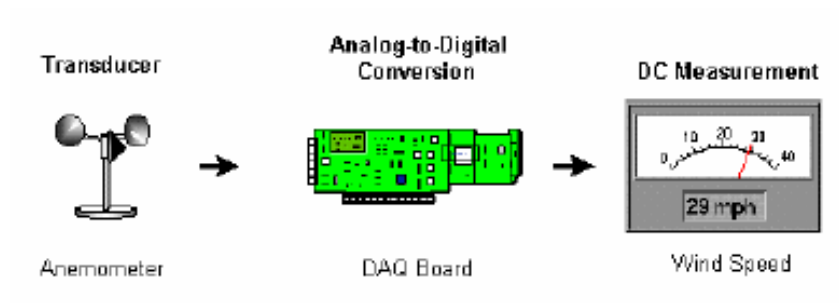 Transducer
Analog-to-Digital
Conversion
DC Measurement
0 10 20 30 40
29 mph
Anemometer
DAQ Board
Wind Speed